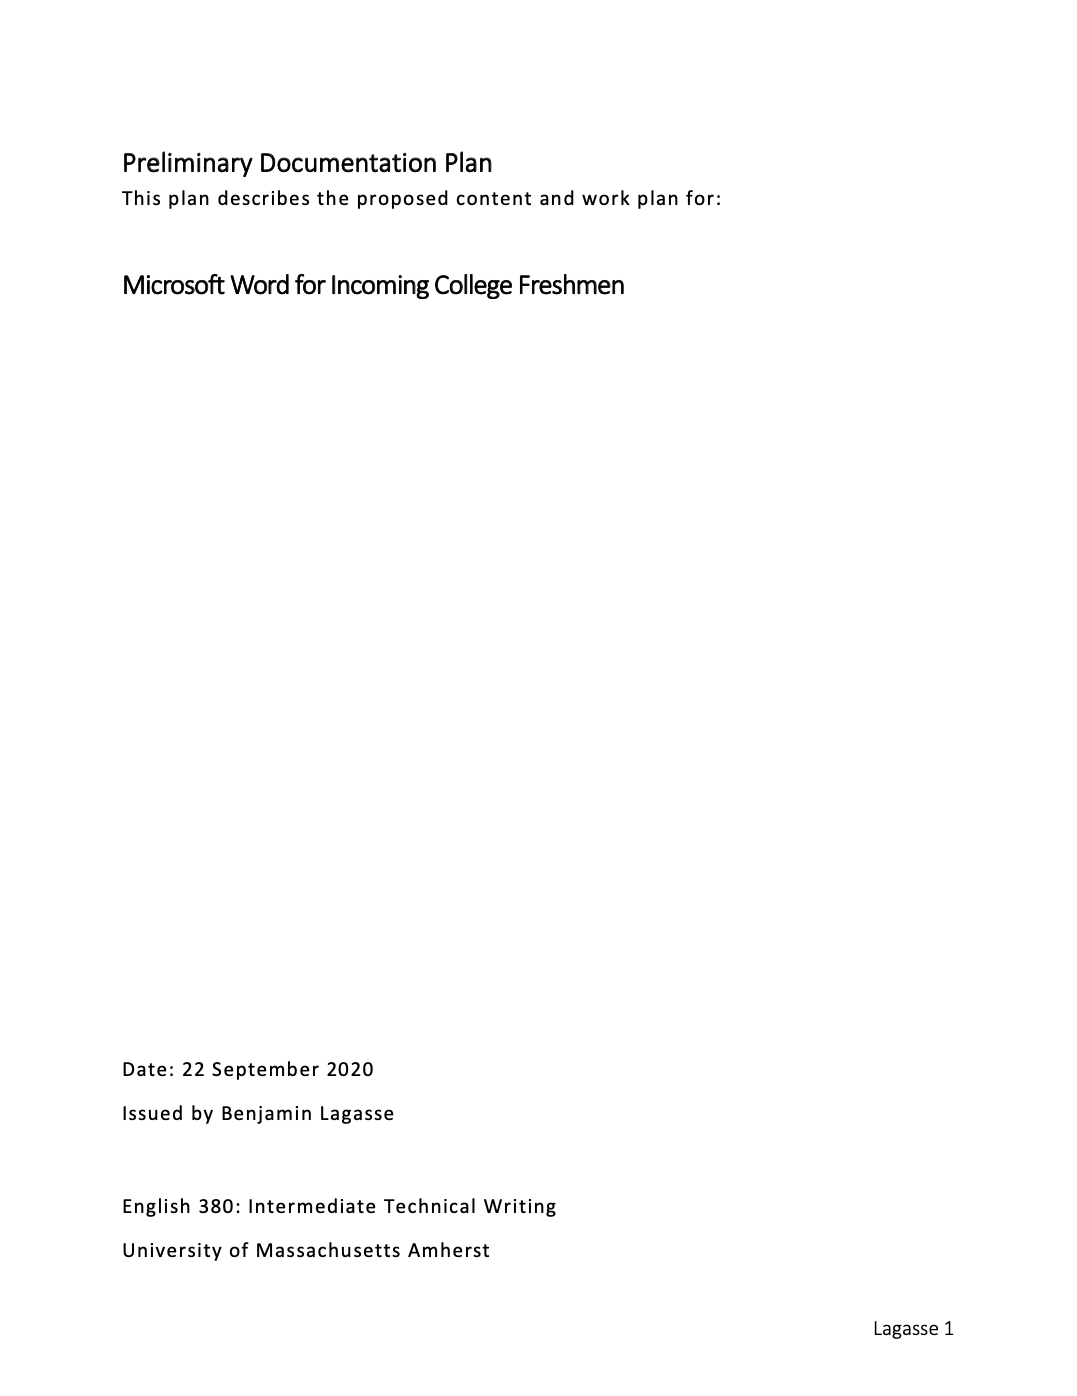 Preliminary Documentation Plan
This plan describes the proposed content and work plan for:
Microsoft Word for Incoming College Freshmen
Date: 22 September 2020
Issued by Benjamin Lagasse
English 380: Intermediate Technical Writing
University of Massachusetts Amherst
Lagasse 1